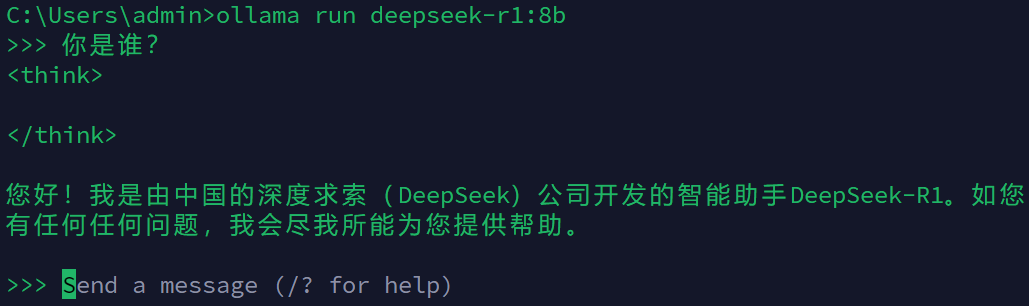 C:\Users\admin>ollama run deepseek-r1:8b
>>> 你是谁？
<think>
</think>
您好！我是由中国的深度求索（DeepSeek）公司开发的智能助手DeepSeek-R1。如您
有任何任何问题，我会尽我所能为您提供帮助。
>>> Send a message (/? for help)